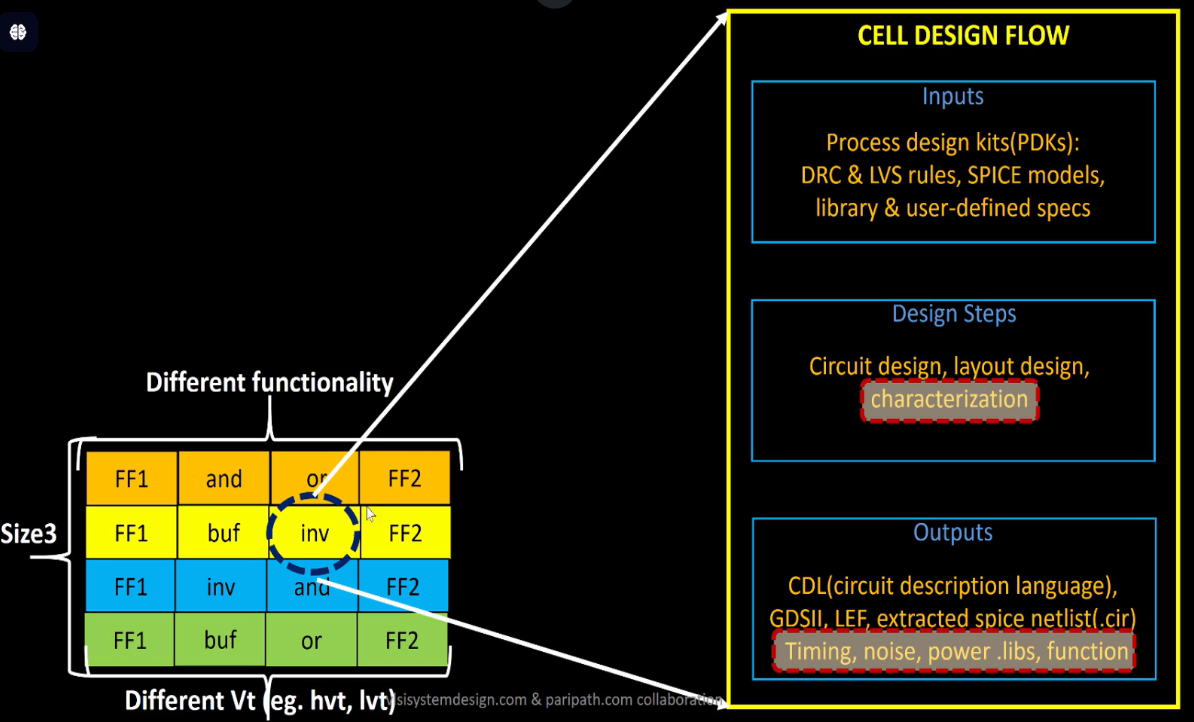 CELL DESIGN FLOW
Inputs
Process design kits(PDKs):
DRC & LVS rules, SPICE models,
library & user-defined specs
Design Steps
Circuit design, layout design,
characterization
Outputs
CDL(circuit description language),
GDSII, LEF, extracted spice netlist(.cir)
Timing, noise, power .libs, function
Different functionality
Size3
FF1 and or FF2
FF1 buf inv FF2
FF1 inv and FF2
FF1 buf or FF2
Different Vt (eg. hvt, lvt)
vlsisystemdesign.com & paripath.com collaboration